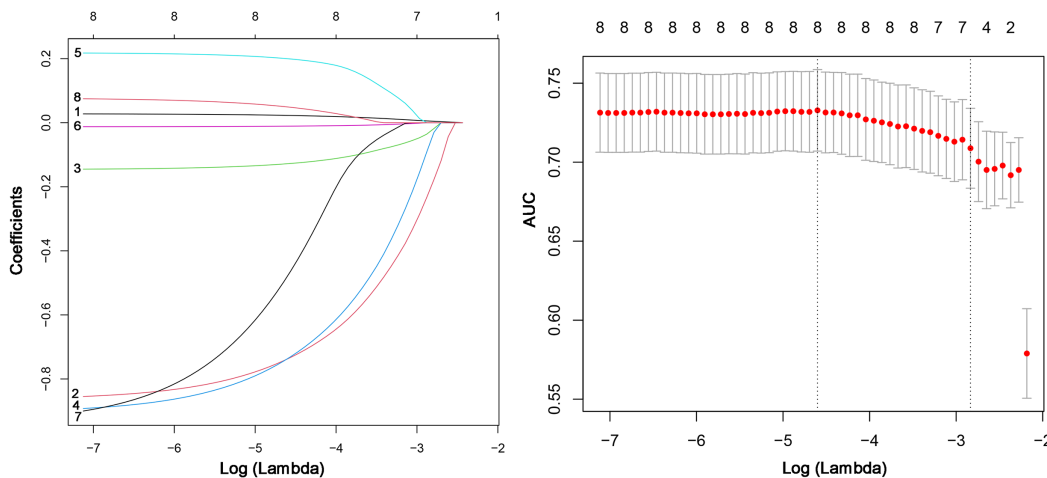 8 8 8 8 7 1
0.2
0.0
−0.2
−0.4
−0.6
−0.8
Coefficients
5
8
1
6
3
2
4
7
−7 −6 −5 −4 −3 −2
Log (Lambda)
8 8 8 8 8 8 8 8 8 8 8 8 8 8 7 7 4 2
0.75
0.70
0.65
0.60
0.55
AUC
−7 −6 −5 −4 −3 −2
Log (Lambda)